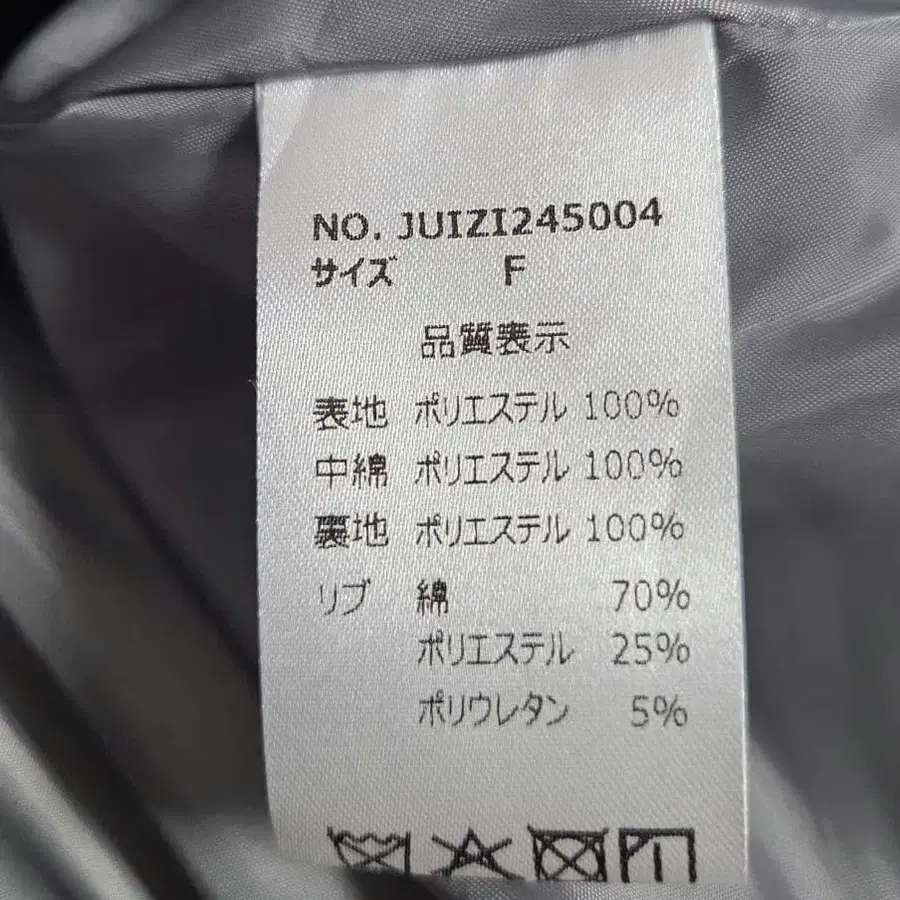 NO. JUIZI245004
サイズ F
品質表示
表地 ポリエステル 100%
中綿 ポリエステル 100%
裏地 ポリエステル 100%
リブ 綿 70%
ポリエステル 25%
ポリウレタン 5%